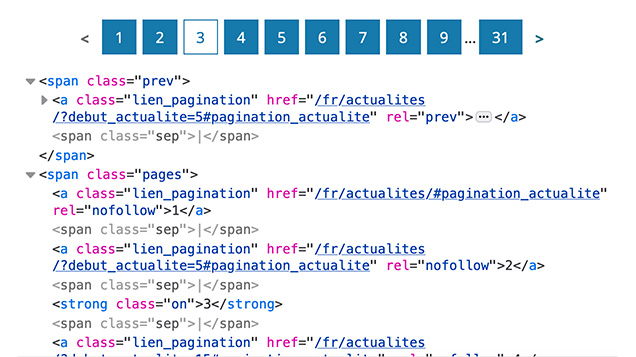 < 1 2 3 4 5 6 7 8 9 ... 31 >
<span class="prev">
<a class="lien_pagination" href="/fr/actualites
/?debut_actualite=5#pagination_actualite" rel="prev">···</a>
<span class="sep">|</span>
</span>
<span class="pages">
<a class="lien_pagination" href="/fr/actualites/#pagination_actualite"
rel="nofollow">1</a>
<span class="sep">|</span>
<a class="lien_pagination" href="/fr/actualites
/?debut_actualite=5#pagination_actualite" rel="nofollow">2</a>
<span class="sep">|</span>
<strong class="on">3</strong>
<span class="sep">|</span>
<a class="lien_pagination" href="/fr/actualites